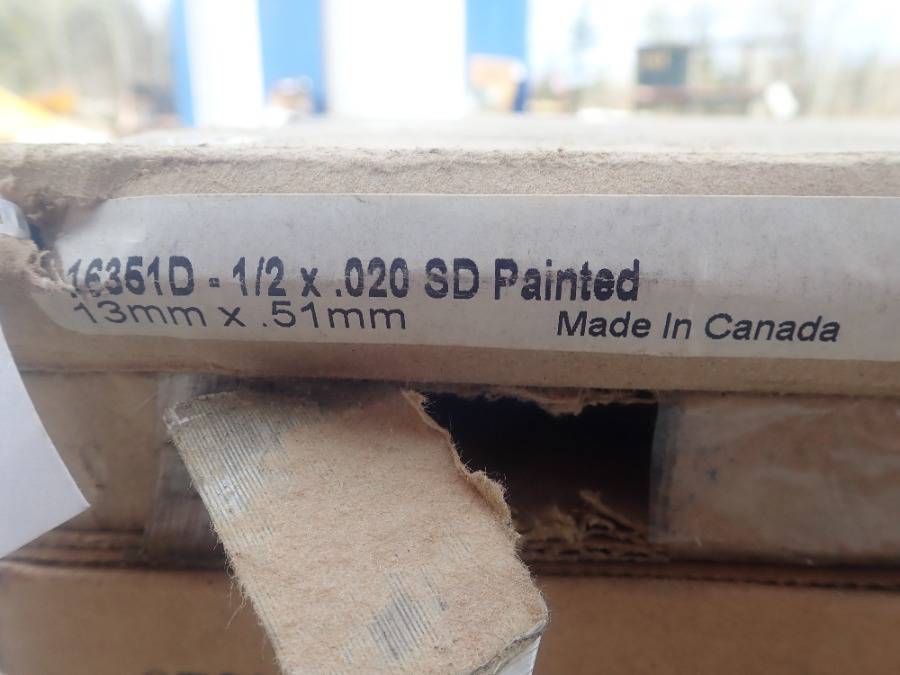 16351D - 1/2 x .020 SD Painted
13mm x .51mm
Made In Canada